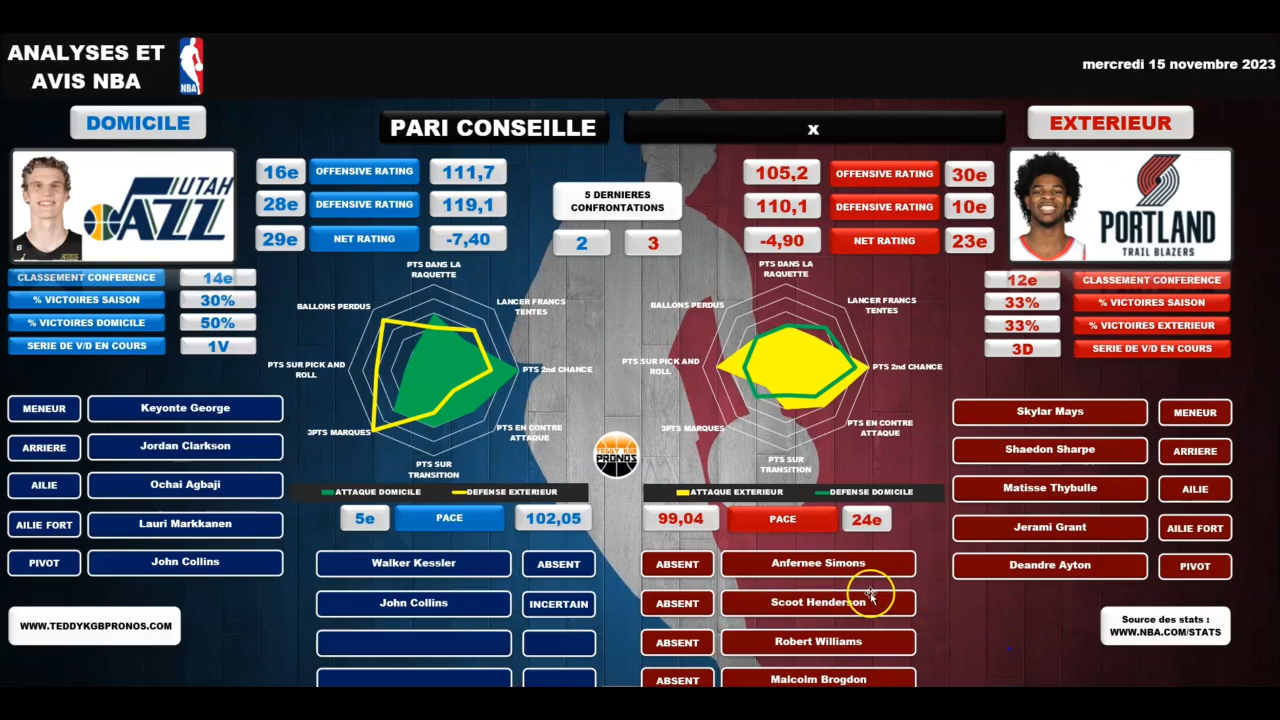 ANALYSES ET
AVIS NBA
NBA
mercredi 15 novembre 2023
DOMICILE
PARI CONSEILLE
x
EXTERIEUR
UTAH
JAZZ
16e OFFENSIVE RATING 111,7
28e DEFENSIVE RATING 119,1
29e NET RATING -7,40
5 DERNIERES
CONFRONTATIONS
2 3
105,2 OFFENSIVE RATING 30e
110,1 DEFENSIVE RATING 10e
-4,90 NET RATING 23e
PORTLAND
TRAIL BLAZERS
CLASSEMENT CONFERENCE 14e
% VICTOIRES SAISON 30%
% VICTOIRES DOMICILE 50%
SERIE DE V/D EN COURS 1V
12e CLASSEMENT CONFERENCE
33% % VICTOIRES SAISON
33% % VICTOIRES EXTERIEUR
3D SERIE DE V/D EN COURS
PTS DANS LA
RAQUETTE
LANCER FRANCS
TENTES
PTS 2nd CHANCE
PTS EN CONTRE
ATTAQUE
PTS SUR
TRANSITION
3PTS MARQUES
PTS SUR PICK AND
ROLL
BALLONS PERDUS
PTS DANS LA
RAQUETTE
LANCER FRANCS
TENTES
PTS 2nd CHANCE
PTS EN CONTRE
ATTAQUE
PTS SUR
TRANSITION
3PTS MARQUES
PTS SUR PICK AND
ROLL
BALLONS PERDUS
TEDDY KGB
PRONOS
ATTAQUE DOMICILE DEFENSE EXTERIEUR
ATTAQUE EXTERIEUR DEFENSE DOMICILE
5e PACE 102,05
99,04 PACE 24e
MENEUR Keyonte George
ARRIERE Jordan Clarkson
AILIE Ochai Agbaji
AILIE FORT Lauri Markkanen
PIVOT John Collins
Skylar Mays MENEUR
Shaedon Sharpe ARRIERE
Matisse Thybulle AILIE
Jerami Grant AILIE FORT
Deandre Ayton PIVOT
Walker Kessler ABSENT
John Collins INCERTAIN
ABSENT Anfernee Simons
ABSENT Scoot Henderson
ABSENT Robert Williams
ABSENT Malcolm Brogdon
WWW.TEDDYKGBPRONOS.COM
Source des stats :
WWW.NBA.COM/STATS